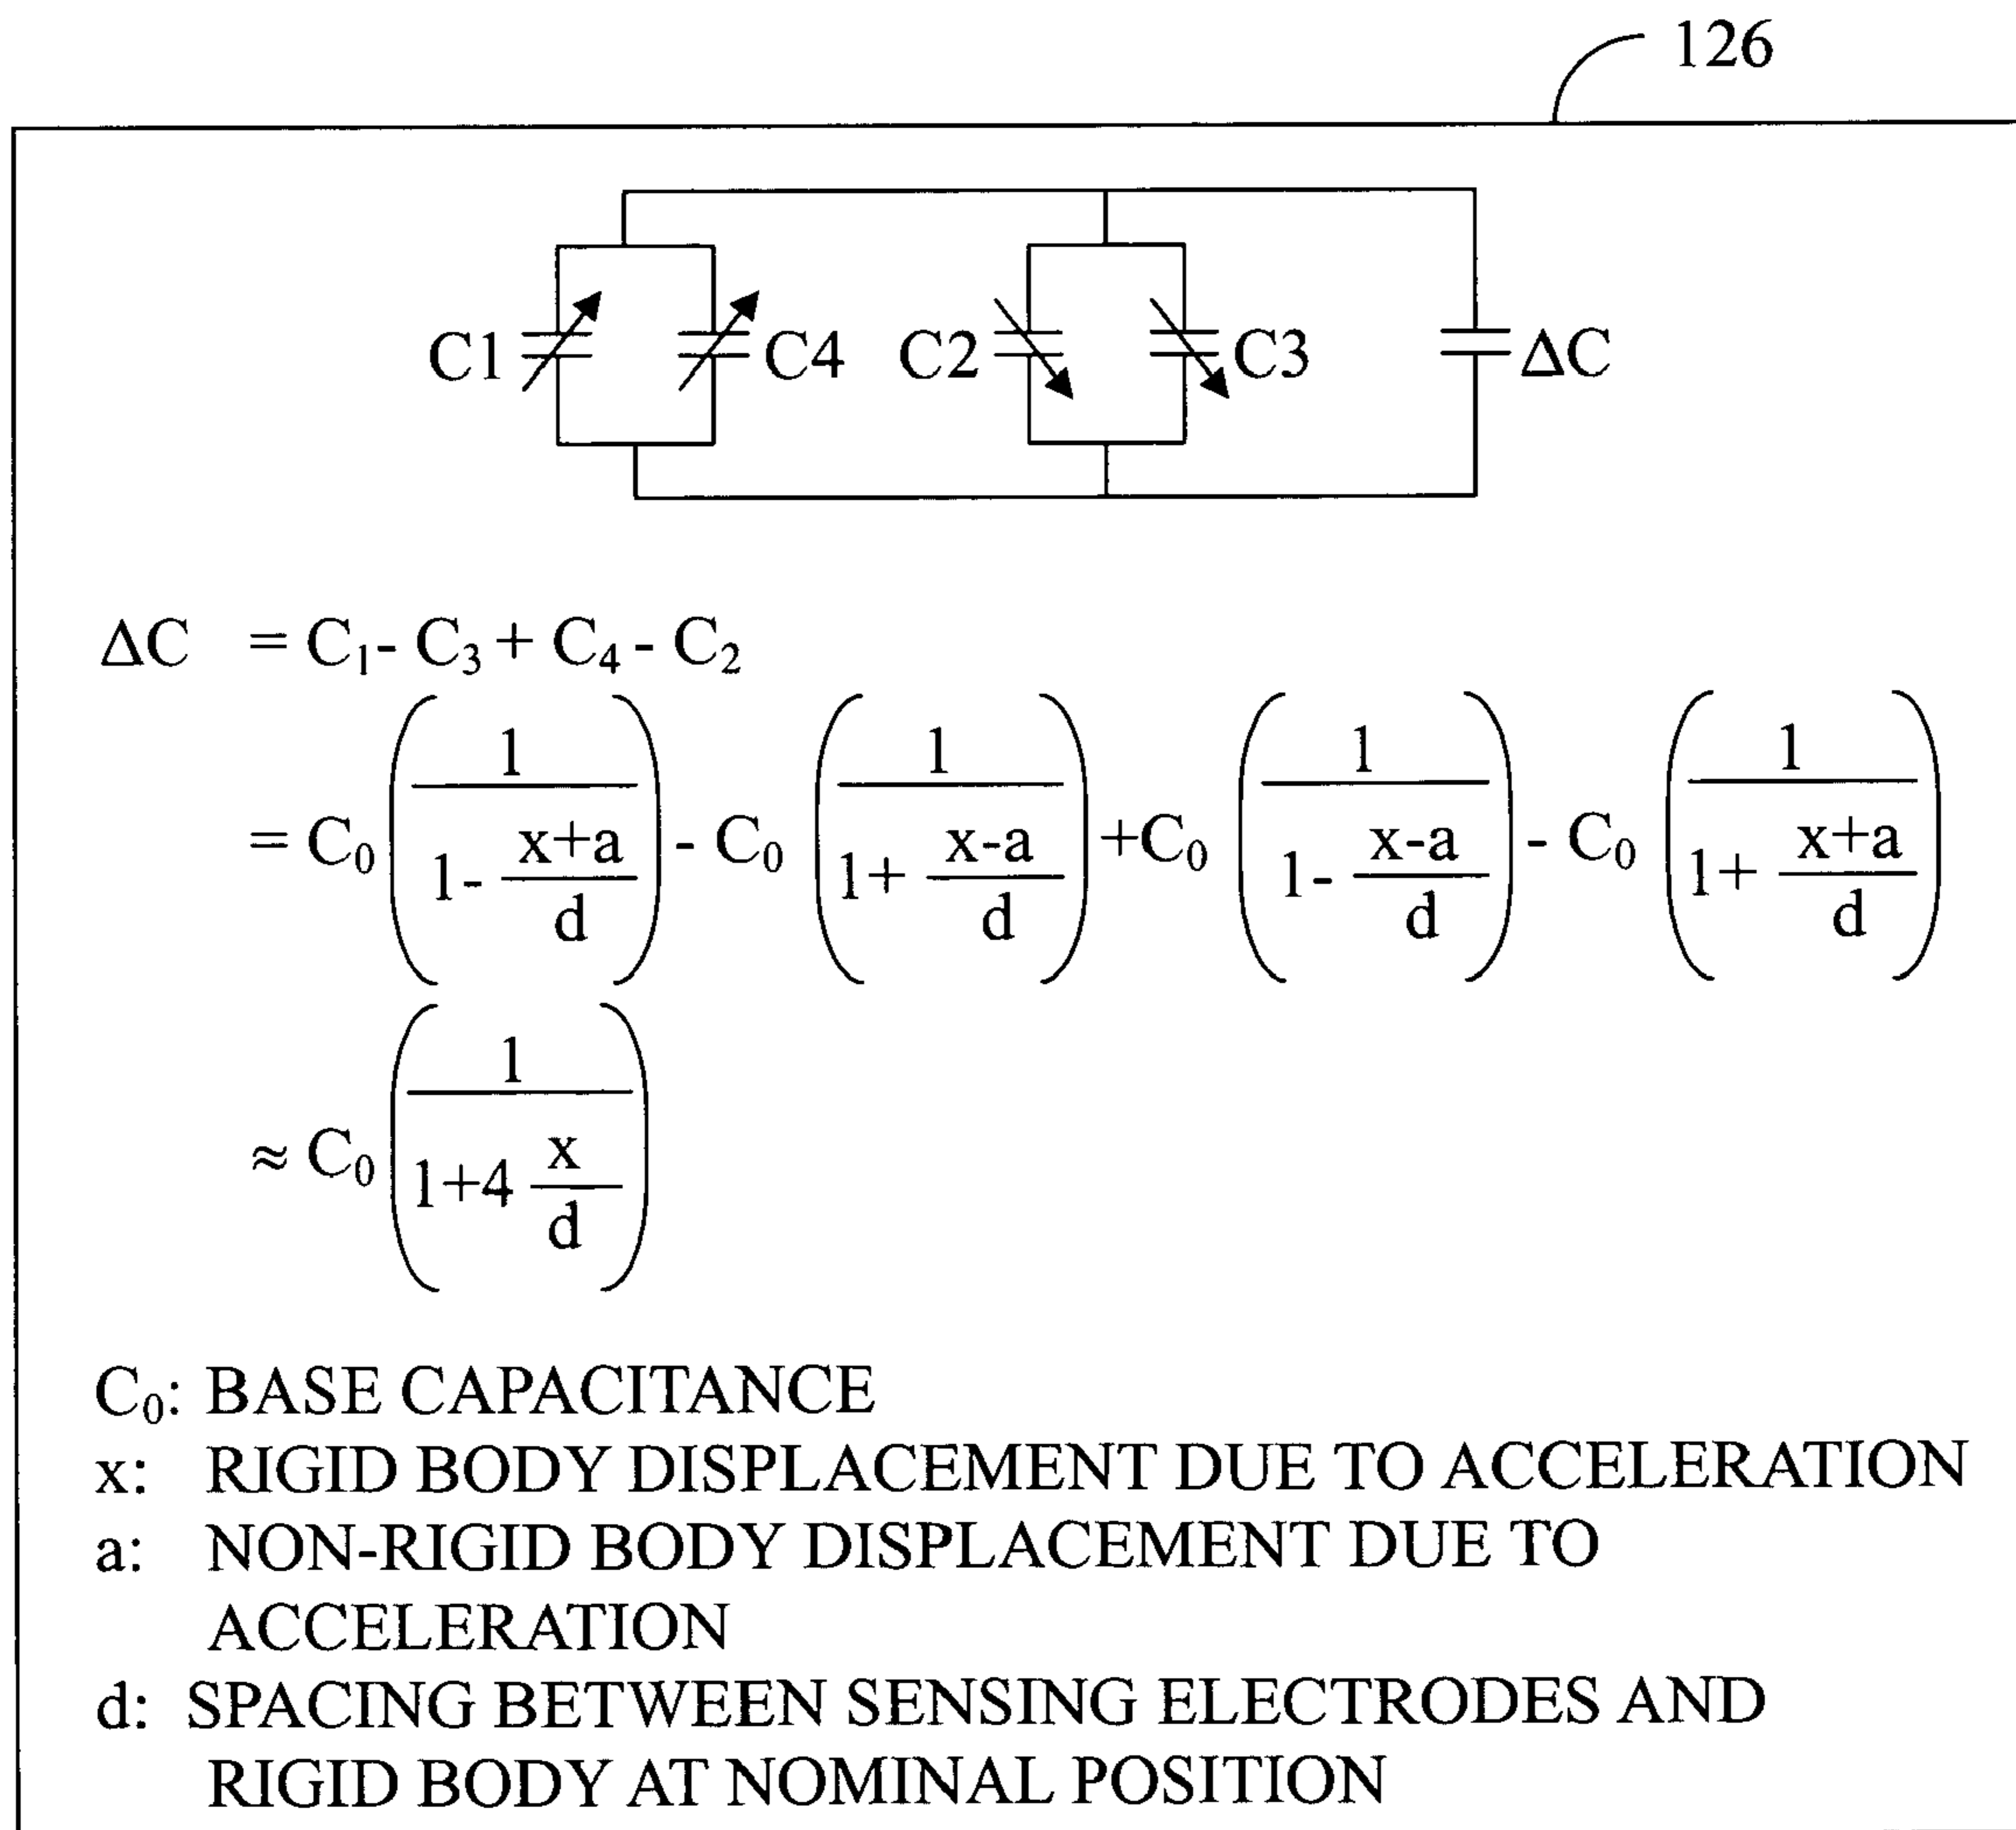 126
C1 C4 C2 C3 ΔC
ΔC = C₁- C₃ + C₄ - C₂
= C₀ (1 / (1- (x+a)/d)) - C₀ (1 / (1+ (x-a)/d)) +C₀ (1 / (1- (x-a)/d)) - C₀ (1 / (1+ (x+a)/d))
≈ C₀ (1 / (1+4 x/d))
C₀: BASE CAPACITANCE
x: RIGID BODY DISPLACEMENT DUE TO ACCELERATION
a: NON-RIGID BODY DISPLACEMENT DUE TO
ACCELERATION
d: SPACING BETWEEN SENSING ELECTRODES AND
RIGID BODY AT NOMINAL POSITION